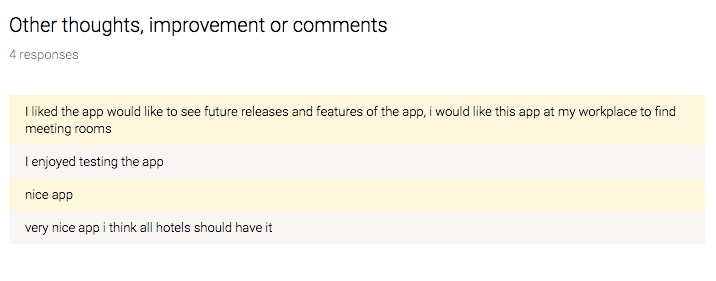 Other thoughts, improvement or comments
4 responses
I liked the app would like to see future releases and features of the app, i would like this app at my workplace to find
meeting rooms
I enjoyed testing the app
nice app
very nice app i think all hotels should have it